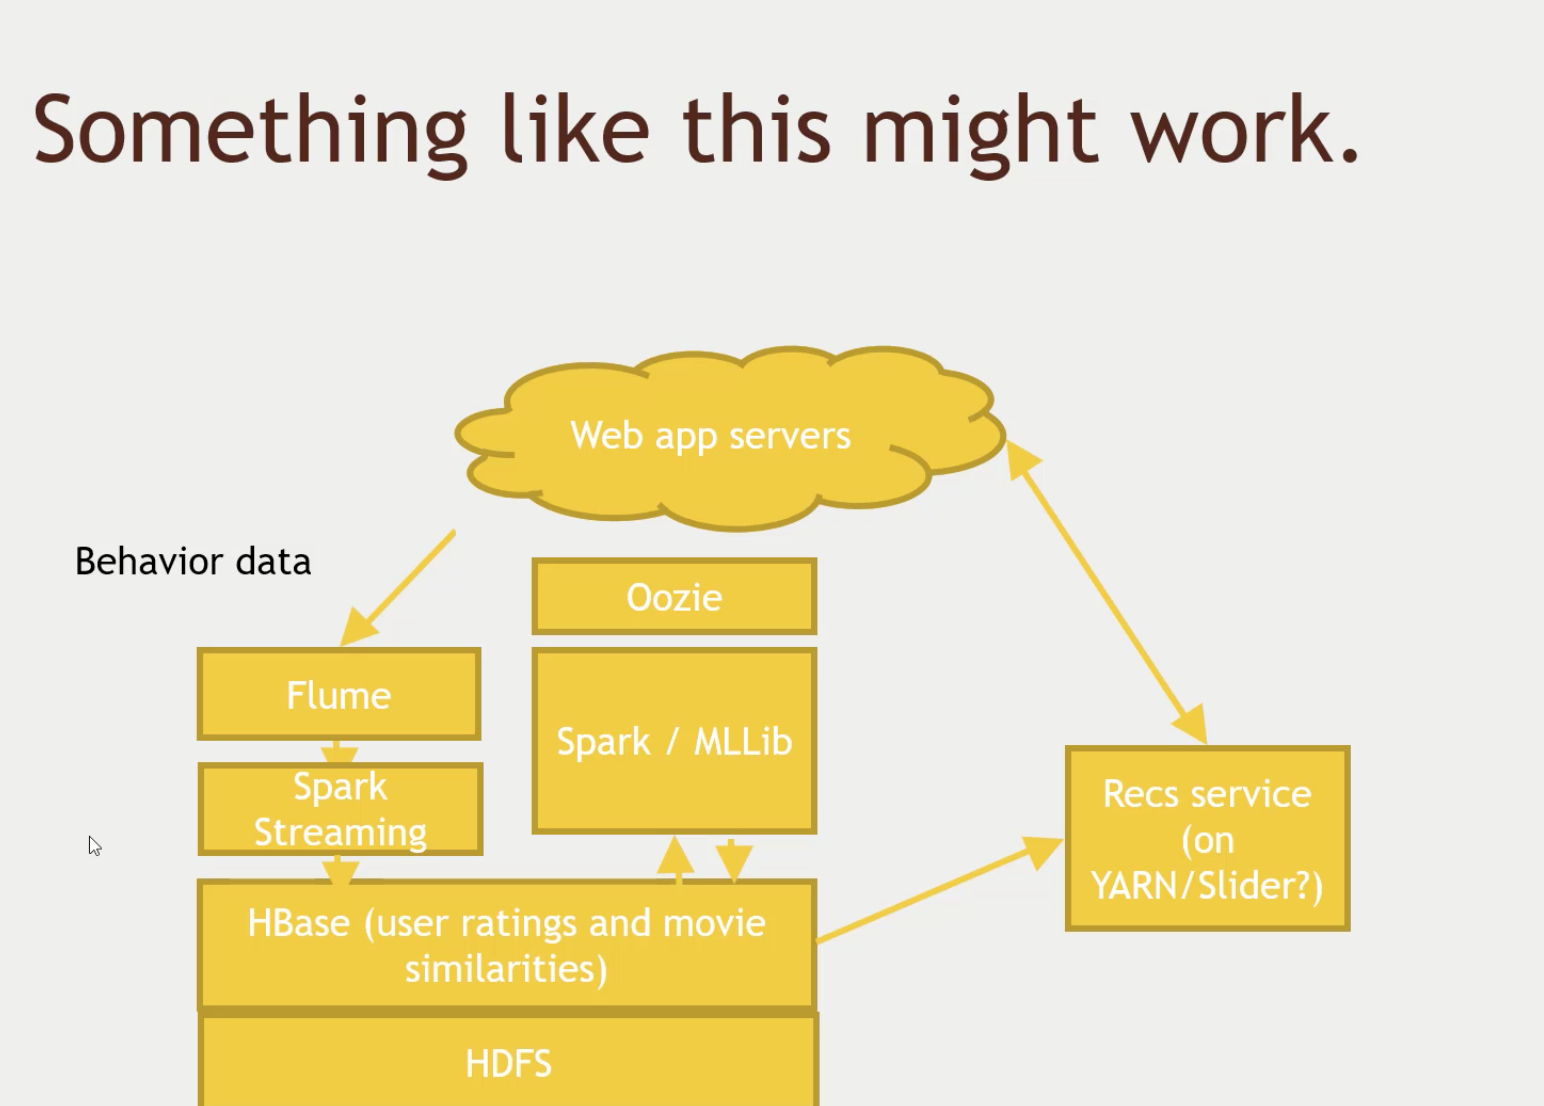 Something like this might work.
Web app servers
Behavior data
Oozie
Flume
Spark / MLLib
Spark
Streaming
Recs service
(on
YARN/Slider?)
HBase (user ratings and movie
similarities)
HDFS